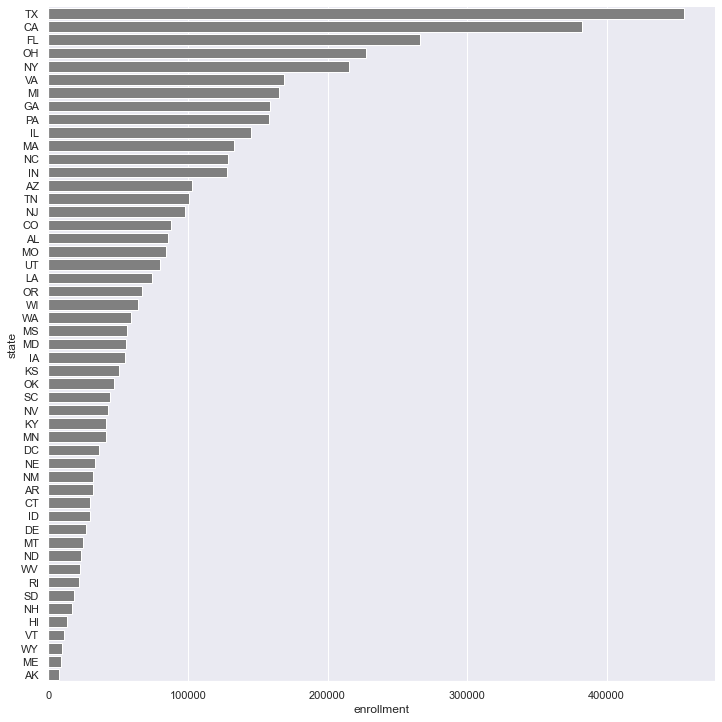 TX
CA
FL
OH
NY
VA
MI
GA
PA
IL
MA
NC
IN
AZ
TN
NJ
CO
AL
MO
UT
LA
OR
WI
WA
MS
MD
IA
KS
OK
SC
NV
KY
MN
DC
NE
NM
AR
CT
ID
DE
MT
ND
WV
RI
SD
NH
HI
VT
WY
ME
AK
state
0 100000 200000 300000 400000
enrollment